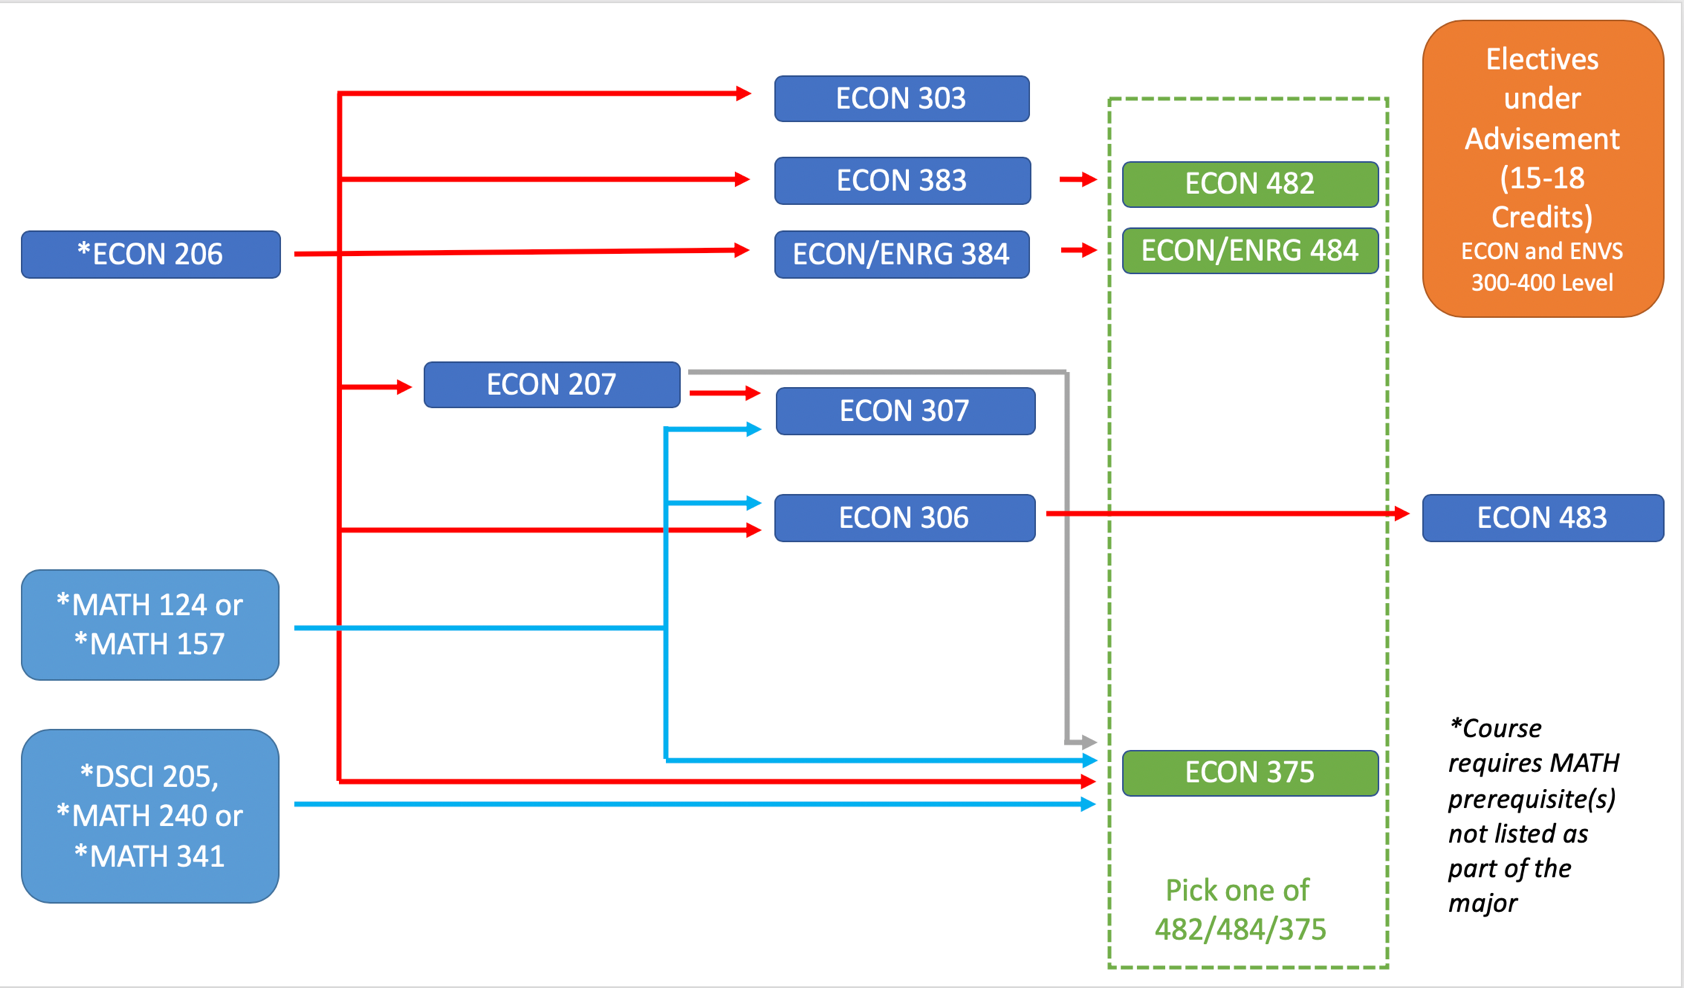 ECON 303
ECON 383
ECON 482
*ECON 206
ECON/ENRG 384
ECON/ENRG 484
Electives
under
Advisement
(15-18
Credits)
ECON and ENVS
300-400 Level
ECON 207
ECON 307
ECON 306
ECON 483
*MATH 124 or
*MATH 157
*DSCI 205,
*MATH 240 or
*MATH 341
ECON 375
Pick one of
482/484/375
*Course
requires MATH
prerequisite(s)
not listed as
part of the
major